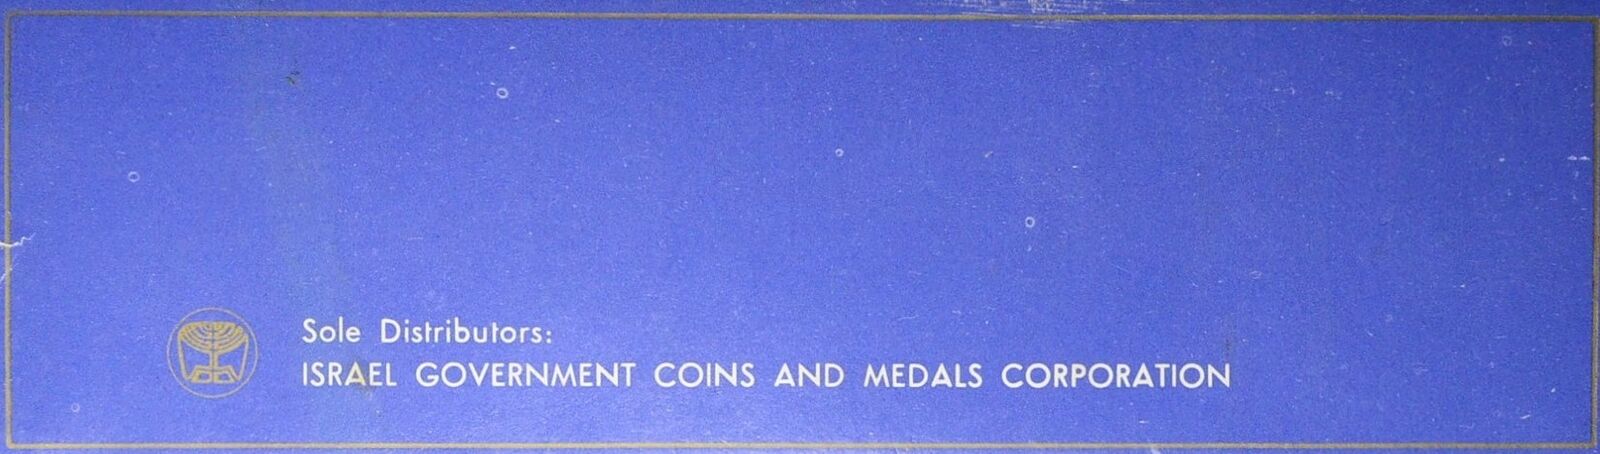 Sole Distributors:
ISRAEL GOVERNMENT COINS AND MEDALS CORPORATION